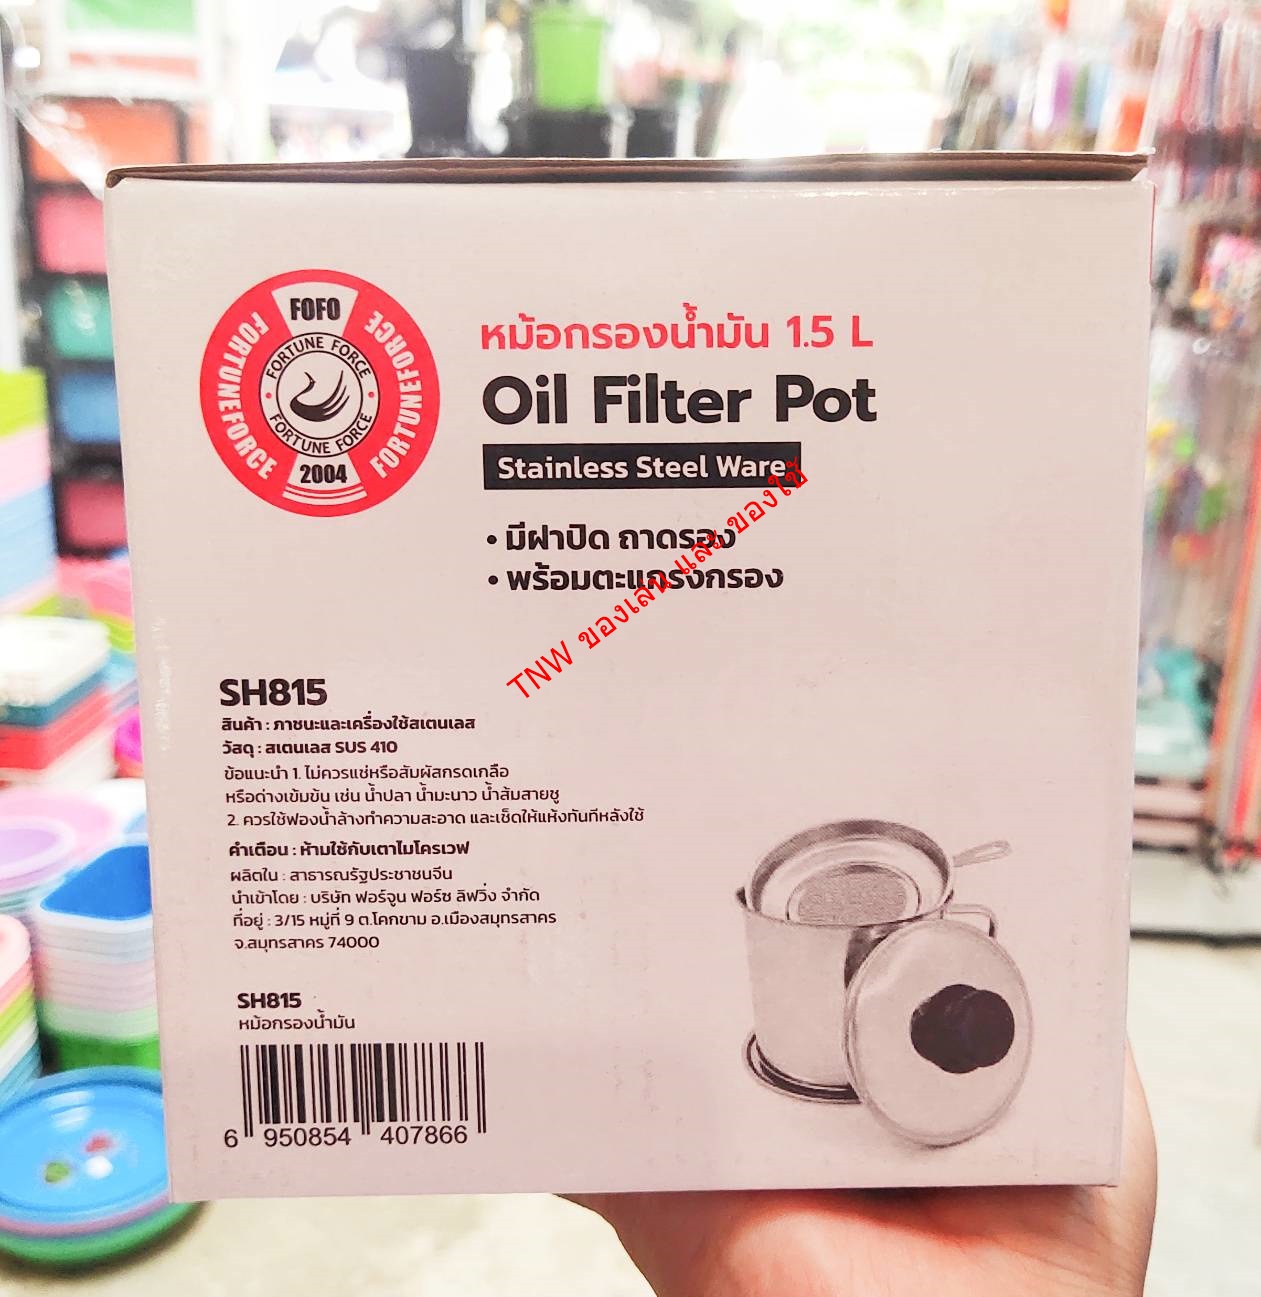 FOFO
FORTUNEFORCE
FORTUNEFORCE
FORTUNE FORCE
FORTUNE FORCE
2004
หม้อกรองน้ำมัน 1.5 L
Oil Filter Pot
Stainless Steel Ware
• มีฝาปิด ถาดรอง
• พร้อมตะแกรงกรอง
TNW ของเล่น และ ของใช้
SH815
สินค้า : ภาชนะและเครื่องใช้สเตนเลส
วัสดุ : สเตนเลส SUS 410
ข้อแนะนำ 1. ไม่ควรแช่หรือสัมผัสกรดเกลือ
หรือด่างเข้มข้น เช่น น้ำปลา น้ำมะนาว น้ำส้มสายชู
2. ควรใช้ฟองน้ำล้างทำความสะอาด และเช็ดให้แห้งทันทีหลังใช้
คำเตือน : ห้ามใช้กับเตาไมโครเวฟ
ผลิตใน : สาธารณรัฐประชาชนจีน
นำเข้าโดย : บริษัท ฟอร์จูน ฟอร์ซ ลิฟวิ่ง จำกัด
ที่อยู่ : 3/15 หมู่ที่ 9 ต.โคกขาม อ.เมืองสมุทรสาคร
จ.สมุทรสาคร 74000
SH815
หม้อกรองน้ำมัน
6 950854 407866